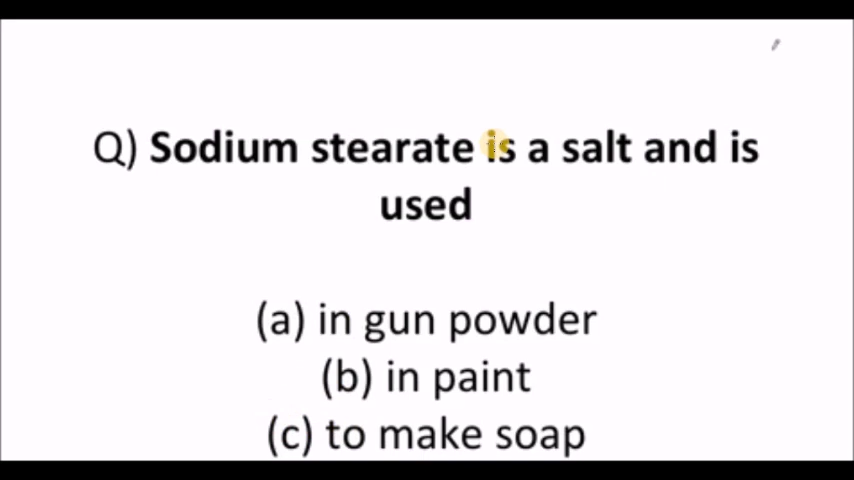 Q) Sodium stearate is a salt and is
used
(a) in gun powder
(b) in paint
(c) to make soap